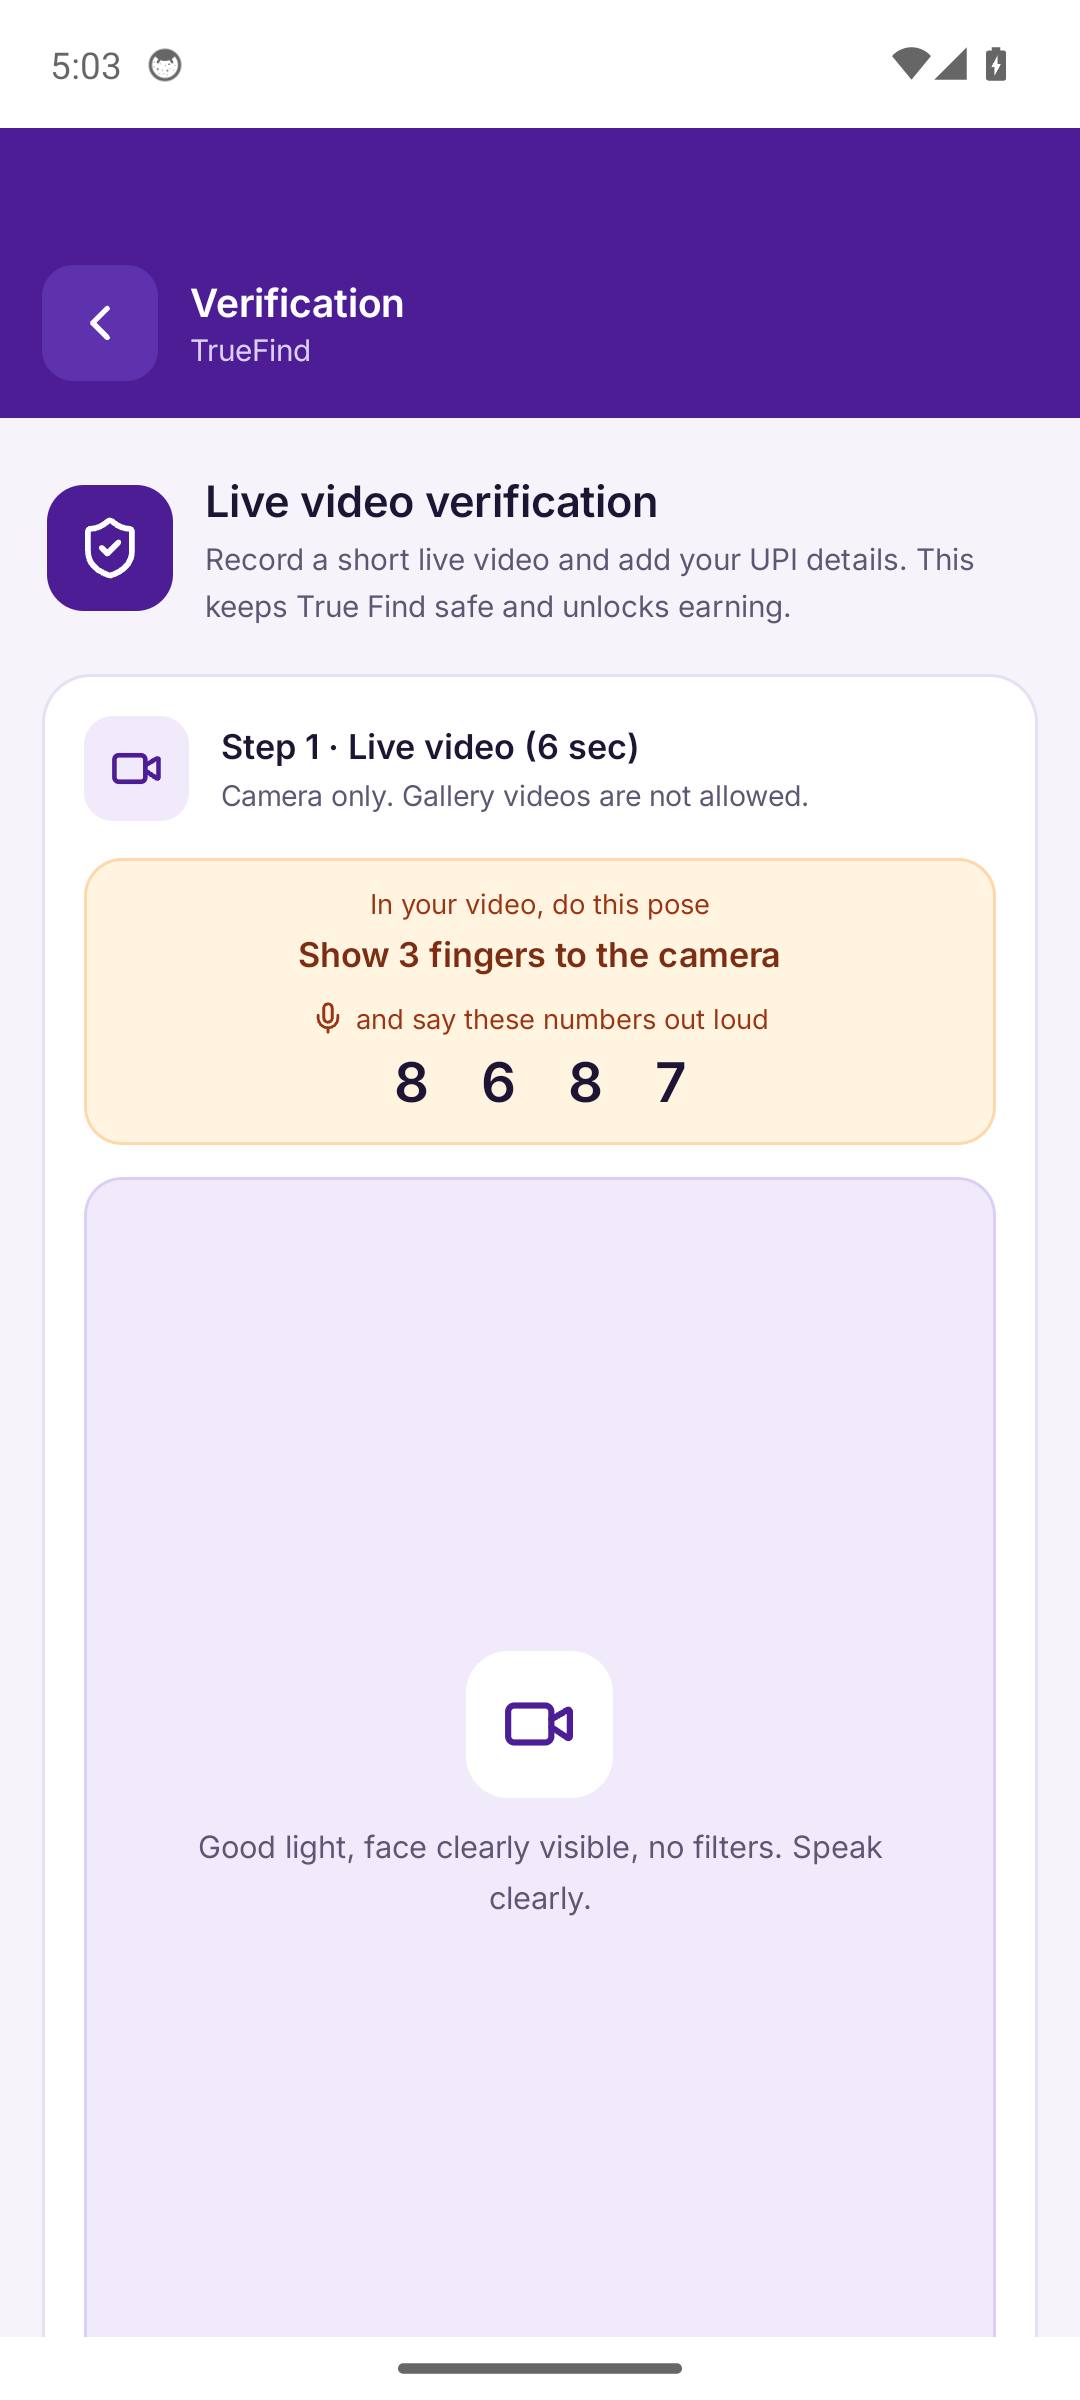 5:03
Verification
TrueFind
Live video verification
Record a short live video and add your UPI details. This
keeps True Find safe and unlocks earning.
Step 1 · Live video (6 sec)
Camera only. Gallery videos are not allowed.
In your video, do this pose
Show 3 fingers to the camera
and say these numbers out loud
8 6 8 7
Good light, face clearly visible, no filters. Speak
clearly.